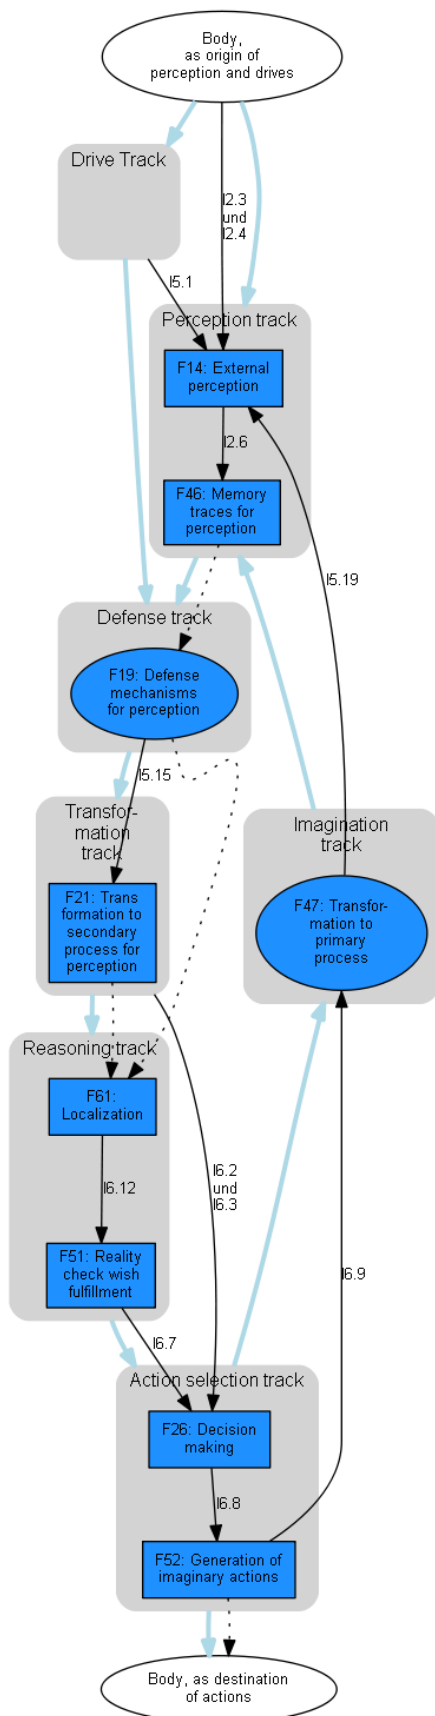 Body,
as origin of
perception and drives
Drive Track
I2.3
und
I2.4
I5.1
Perception track
F14: External
perception
I2.6
F46: Memory
traces for
perception
I5.19
Defense track
F19: Defense
mechanisms
for perception
I5.15
Transfor-
mation
track
Imagination
track
F21: Trans
formation to
secondary
process for
perception
F47: Transfor-
mation to
primary
process
Reasoning track
F61:
Localization
I6.2
und
I6.3
I6.12
I6.9
F51: Reality
check wish
fulfillment
I6.7
Action selection track
F26: Decision
making
I6.8
F52: Generation of
imaginary actions
Body, as destination
of actions